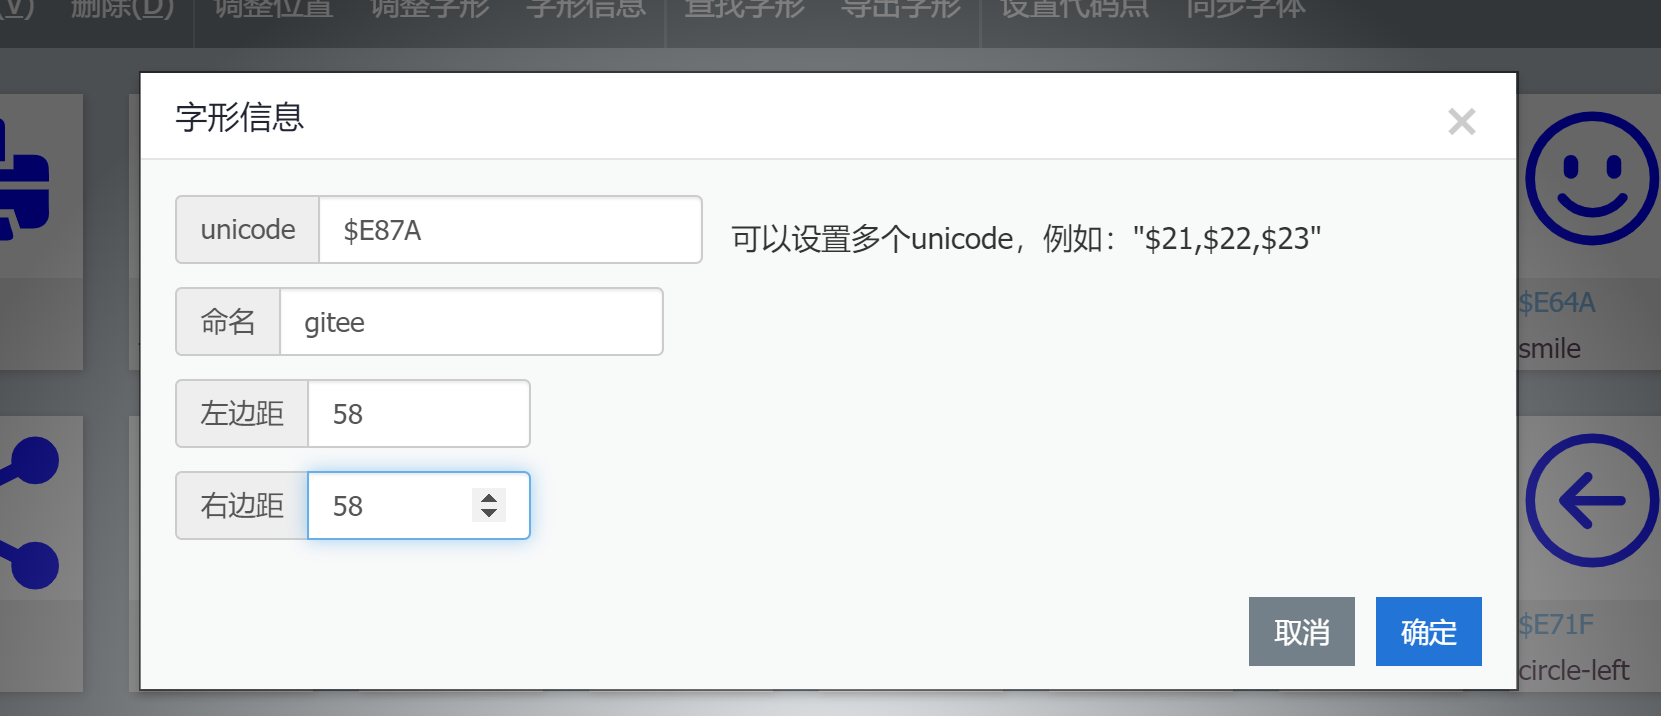 (V) 删除(D) 调整位置 调整字形 字形信息 查找字形 导出字形 设置代码点 同步字体
字形信息
unicode $E87A 可以设置多个unicode，例如："$21,$22,$23"
命名 gitee
左边距 58
右边距 58
取消 确定
$E64A
smile
$E71F
circle-left